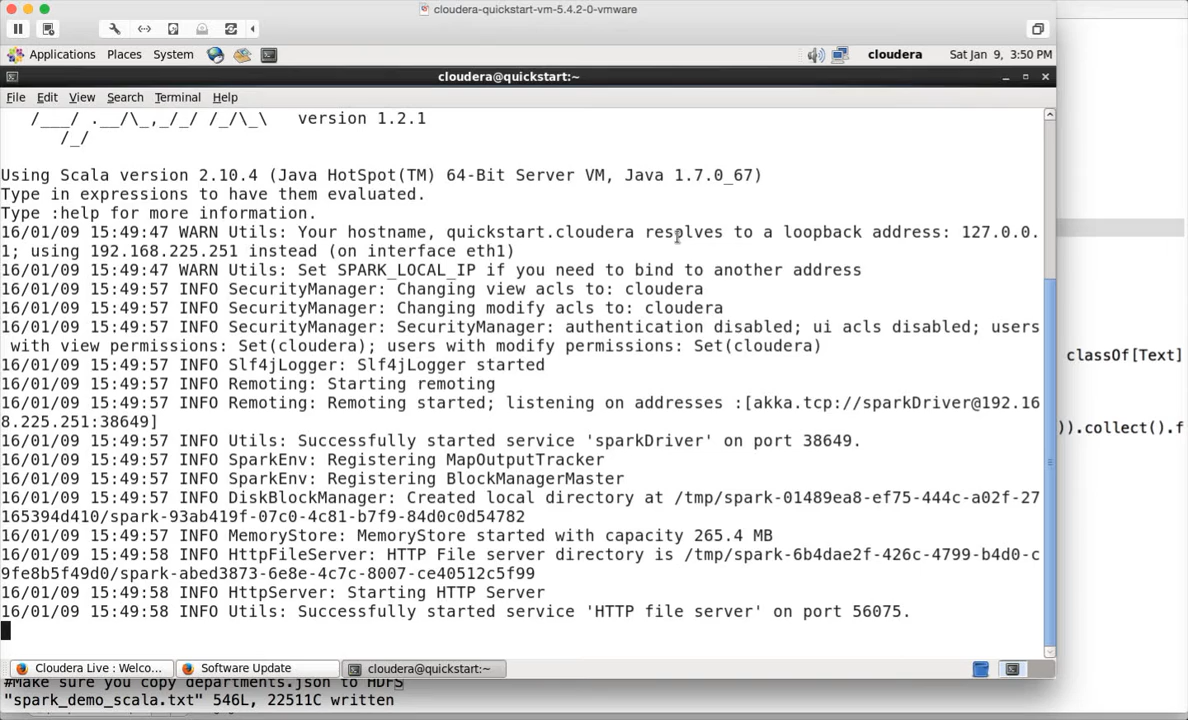 cloudera-quickstart-vm-5.4.2-0-vmware
Applications Places System cloudera Sat Jan 9, 3:50 PM
cloudera@quickstart:~
File Edit View Search Terminal Help
/___/ .__/\_,_/_/ /_/\_\ version 1.2.1
/_/
Using Scala version 2.10.4 (Java HotSpot(TM) 64-Bit Server VM, Java 1.7.0_67)
Type in expressions to have them evaluated.
Type :help for more information.
16/01/09 15:49:47 WARN Utils: Your hostname, quickstart.cloudera resolves to a loopback address: 127.0.0.
1; using 192.168.225.251 instead (on interface eth1)
16/01/09 15:49:47 WARN Utils: Set SPARK_LOCAL_IP if you need to bind to another address
16/01/09 15:49:57 INFO SecurityManager: Changing view acls to: cloudera
16/01/09 15:49:57 INFO SecurityManager: Changing modify acls to: cloudera
16/01/09 15:49:57 INFO SecurityManager: authentication disabled; ui acls disabled; users
with view permissions: Set(cloudera); users with modify permissions: Set(cloudera)
classOf[Text]
16/01/09 15:49:57 INFO Slf4jLogger: Slf4jLogger started
16/01/09 15:49:57 INFO Remoting: Starting remoting
16/01/09 15:49:57 INFO Remoting: Remoting started; listening on addresses :[akka.tcp://sparkDriver@192.16
8.225.251:38649]
)).collect().f
16/01/09 15:49:57 INFO Utils: Successfully started service 'sparkDriver' on port 38649.
16/01/09 15:49:57 INFO SparkEnv: Registering MapOutputTracker
16/01/09 15:49:57 INFO SparkEnv: Registering BlockManagerMaster
16/01/09 15:49:57 INFO DiskBlockManager: Created local directory at /tmp/spark-01489ea8-ef75-444c-a02f-27
165394d410/spark-93ab419f-07c0-4c81-b7f9-84d0c0d54782
16/01/09 15:49:57 INFO MemoryStore: MemoryStore started with capacity 265.4 MB
16/01/09 15:49:58 INFO HttpFileServer: HTTP File server directory is /tmp/spark-6b4dae2f-426c-4799-b4d0-c
9fe8b5f49d0/spark-abed3873-6e8e-4c7c-8007-ce40512c5f99
16/01/09 15:49:58 INFO HttpServer: Starting HTTP Server
16/01/09 15:49:58 INFO Utils: Successfully started service 'HTTP file server' on port 56075.
Cloudera Live : Welco... Software Update cloudera@quickstart:~
#Make sure you copy departments.json to HDFS
"spark_demo_scala.txt" 546L, 22511C written